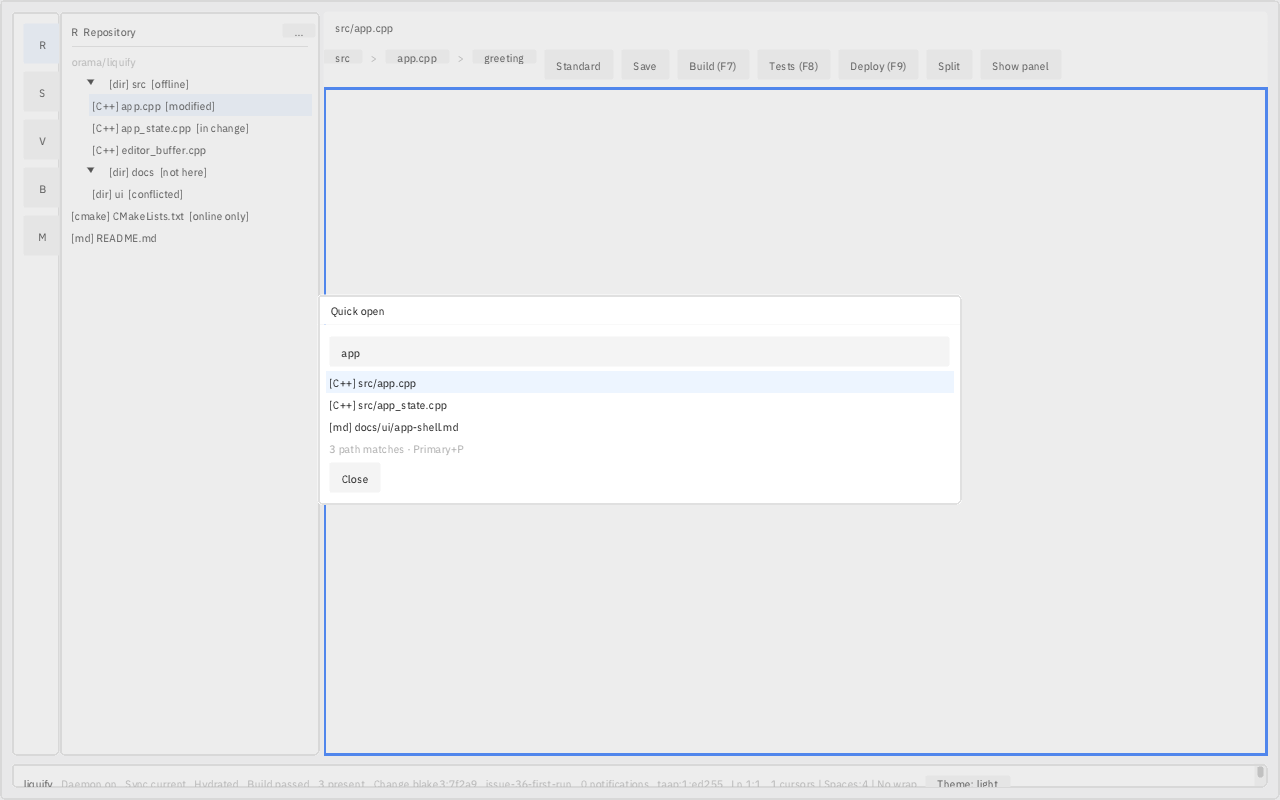 R
S
V
B
M
R Repository
...
orama/liquify
[dir] src [offline]
[C++] app.cpp [modified]
[C++] app_state.cpp [in change]
[C++] editor_buffer.cpp
[dir] docs [not here]
[dir] ui [conflicted]
[cmake] CMakeLists.txt [online only]
[md] README.md
src/app.cpp
src > app.cpp > greeting Standard Save Build (F7) Tests (F8) Deploy (F9) Split Show panel
Quick open
app
[C++] src/app.cpp
[C++] src/app_state.cpp
[md] docs/ui/app-shell.md
3 path matches · Primary+P
Close
liquify Daemon on Sync current Hydrated Build passed 3 present Change blake3:7f2a9 issue-36-first-run 0 notifications taap:1:ed255 Ln 1:1 1 cursors | Spaces:4 | No wrap Theme: light